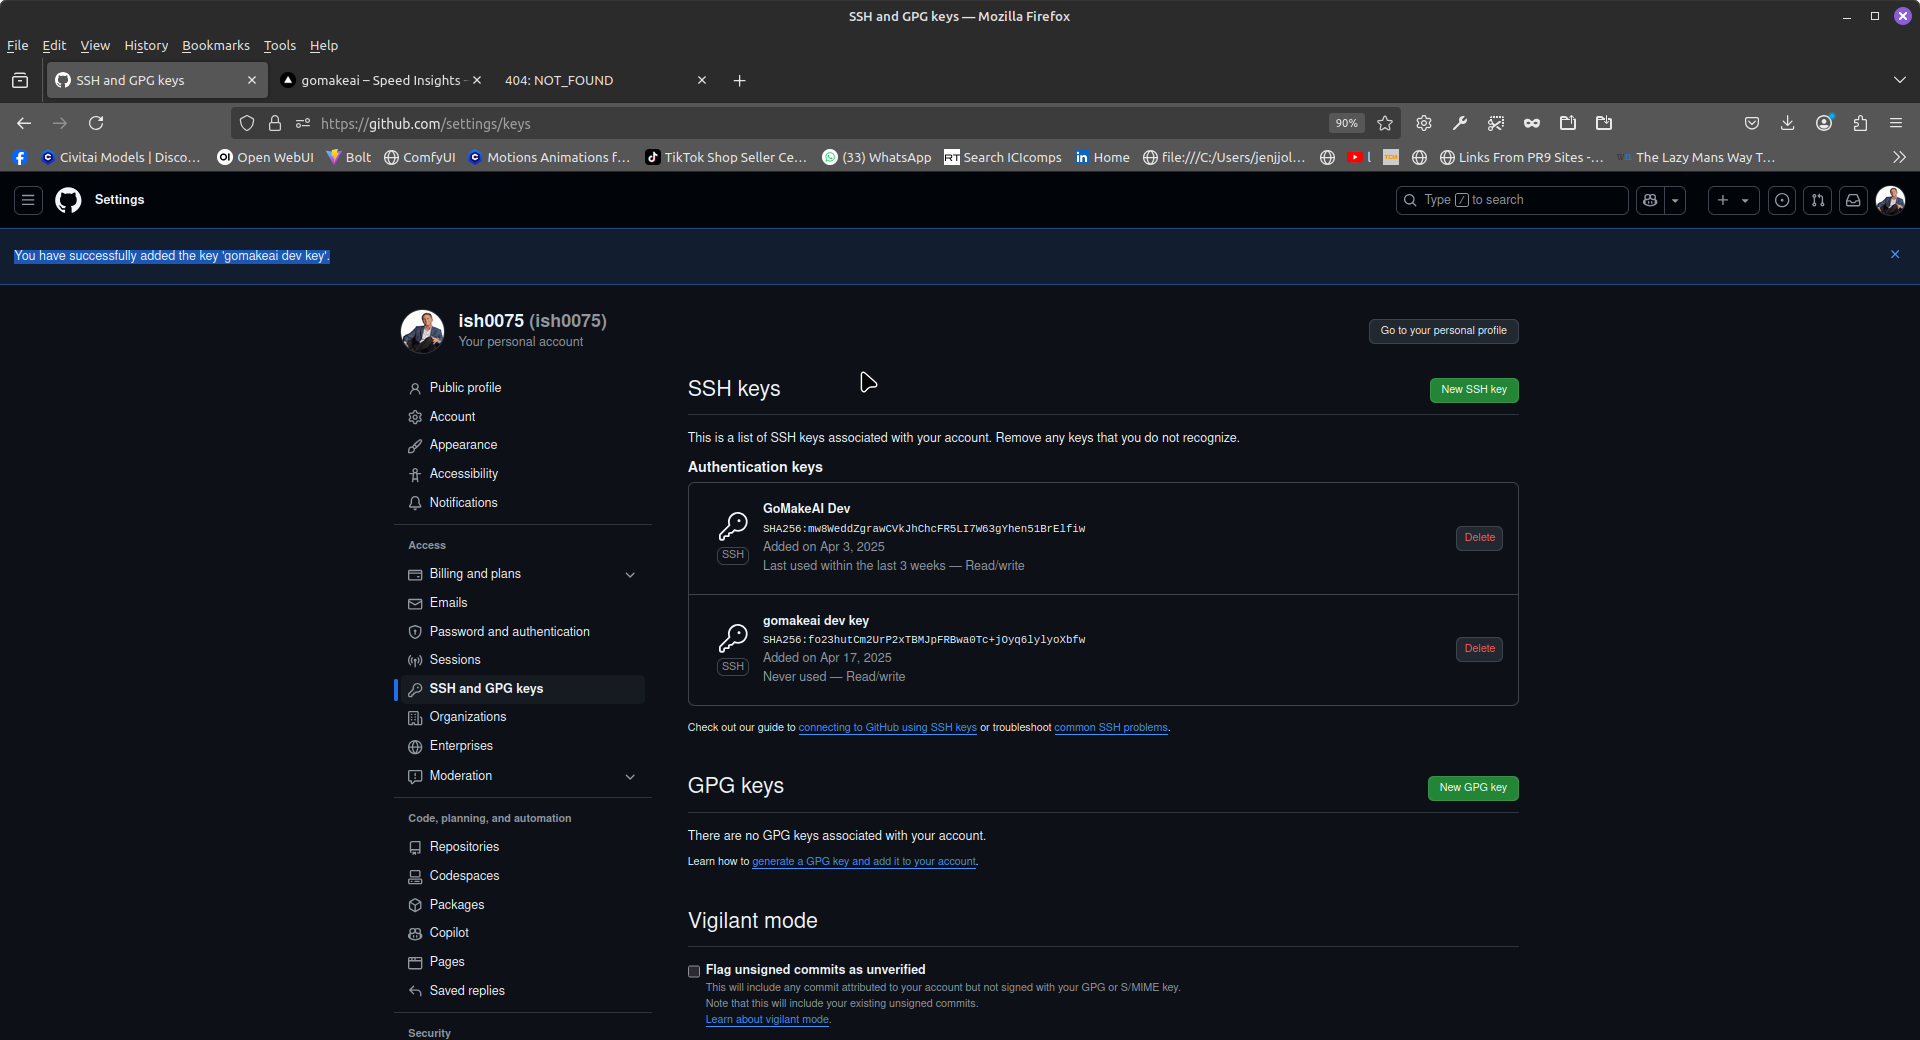 SSH and GPG keys — Mozilla Firefox
File Edit View History Bookmarks Tools Help
SSH and GPG keys
gomakeai – Speed Insights
404: NOT_FOUND
https://github.com/settings/keys
90%
Civitai Models | Disco...
Open WebUI
Bolt
ComfyUI
Motions Animations f...
TikTok Shop Seller Ce...
(33) WhatsApp
Search ICIcomps
Home
file:///C:/Users/jenjjol...
l
Links From PR9 Sites -...
The Lazy Mans Way T...
Settings
Type / to search
You have successfully added the key 'gomakeai dev key'.
ish0075 (ish0075)
Your personal account
Go to your personal profile
Public profile
Account
Appearance
Accessibility
Notifications
Access
Billing and plans
Emails
Password and authentication
Sessions
SSH and GPG keys
Organizations
Enterprises
Moderation
Code, planning, and automation
Repositories
Codespaces
Packages
Copilot
Pages
Saved replies
Security
SSH keys
New SSH key
This is a list of SSH keys associated with your account. Remove any keys that you do not recognize.
Authentication keys
GoMakeAI Dev
SHA256:mw8WeddZgrawCVkJhChcFR5LI7W63gYhen51BrElfiw
SSH
Added on Apr 3, 2025
Last used within the last 3 weeks — Read/write
Delete
gomakeai dev key
SHA256:fo23hutCm2UrP2xTBMJpFRBwa0Tc+jOyq6lylyoXbfw
SSH
Added on Apr 17, 2025
Never used — Read/write
Delete
Check out our guide to connecting to GitHub using SSH keys or troubleshoot common SSH problems.
GPG keys
New GPG key
There are no GPG keys associated with your account.
Learn how to generate a GPG key and add it to your account.
Vigilant mode
Flag unsigned commits as unverified
This will include any commit attributed to your account but not signed with your GPG or S/MIME key.
Note that this will include your existing unsigned commits.
Learn about vigilant mode.